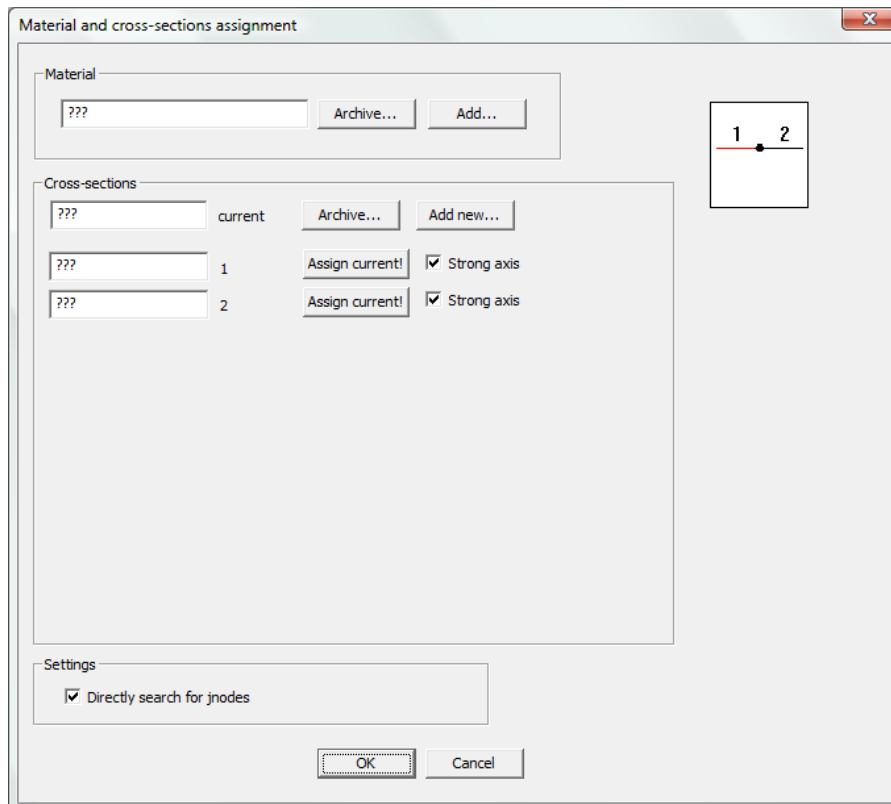 Material and cross-sections assignment
Material
??? Archive... Add...
1 2
Cross-sections
??? current Archive... Add new...
??? 1 Assign current! Strong axis
??? 2 Assign current! Strong axis
Settings
Directly search for jnodes
OK Cancel